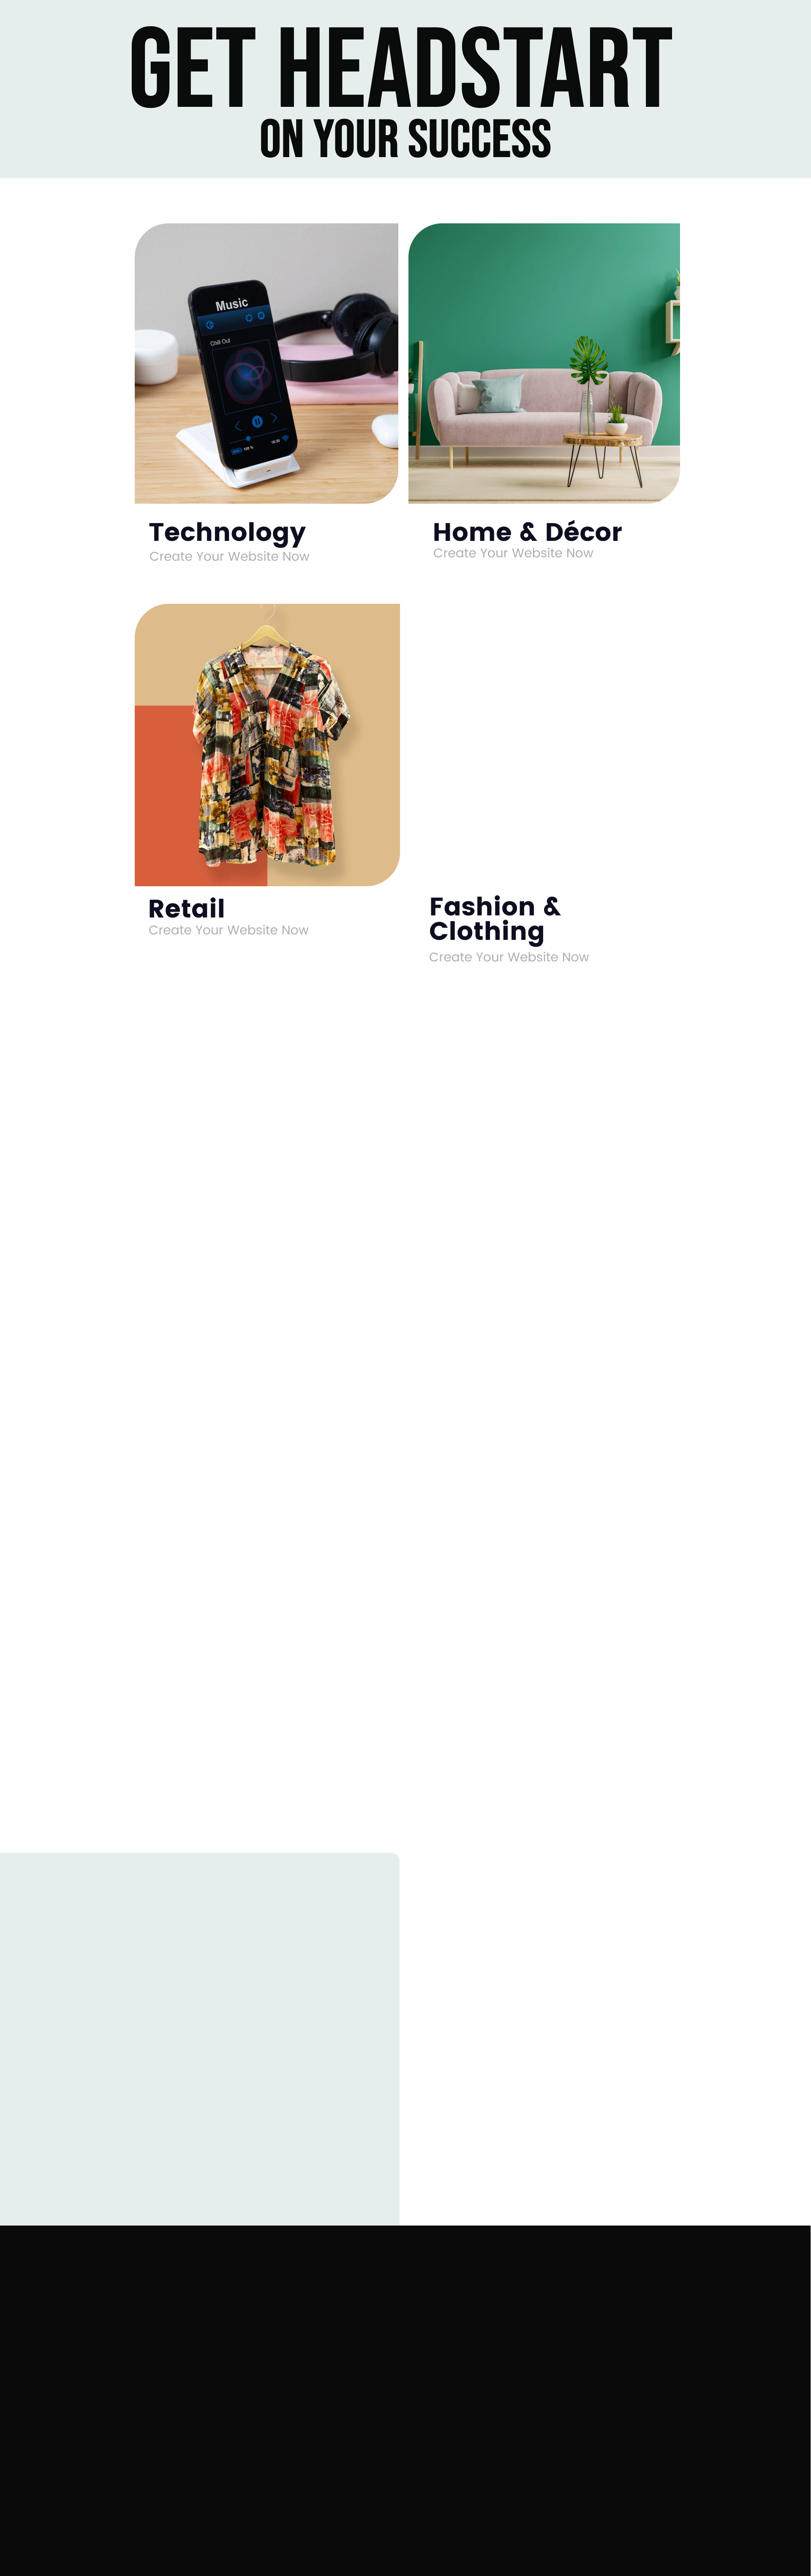 GET HEADSTART
ON YOUR SUCCESS
Music
Chill Out
100 %
Technology
Create Your Website Now
Home & Décor
Create Your Website Now
Retail
Create Your Website Now
Fashion &
Clothing
Create Your Website Now